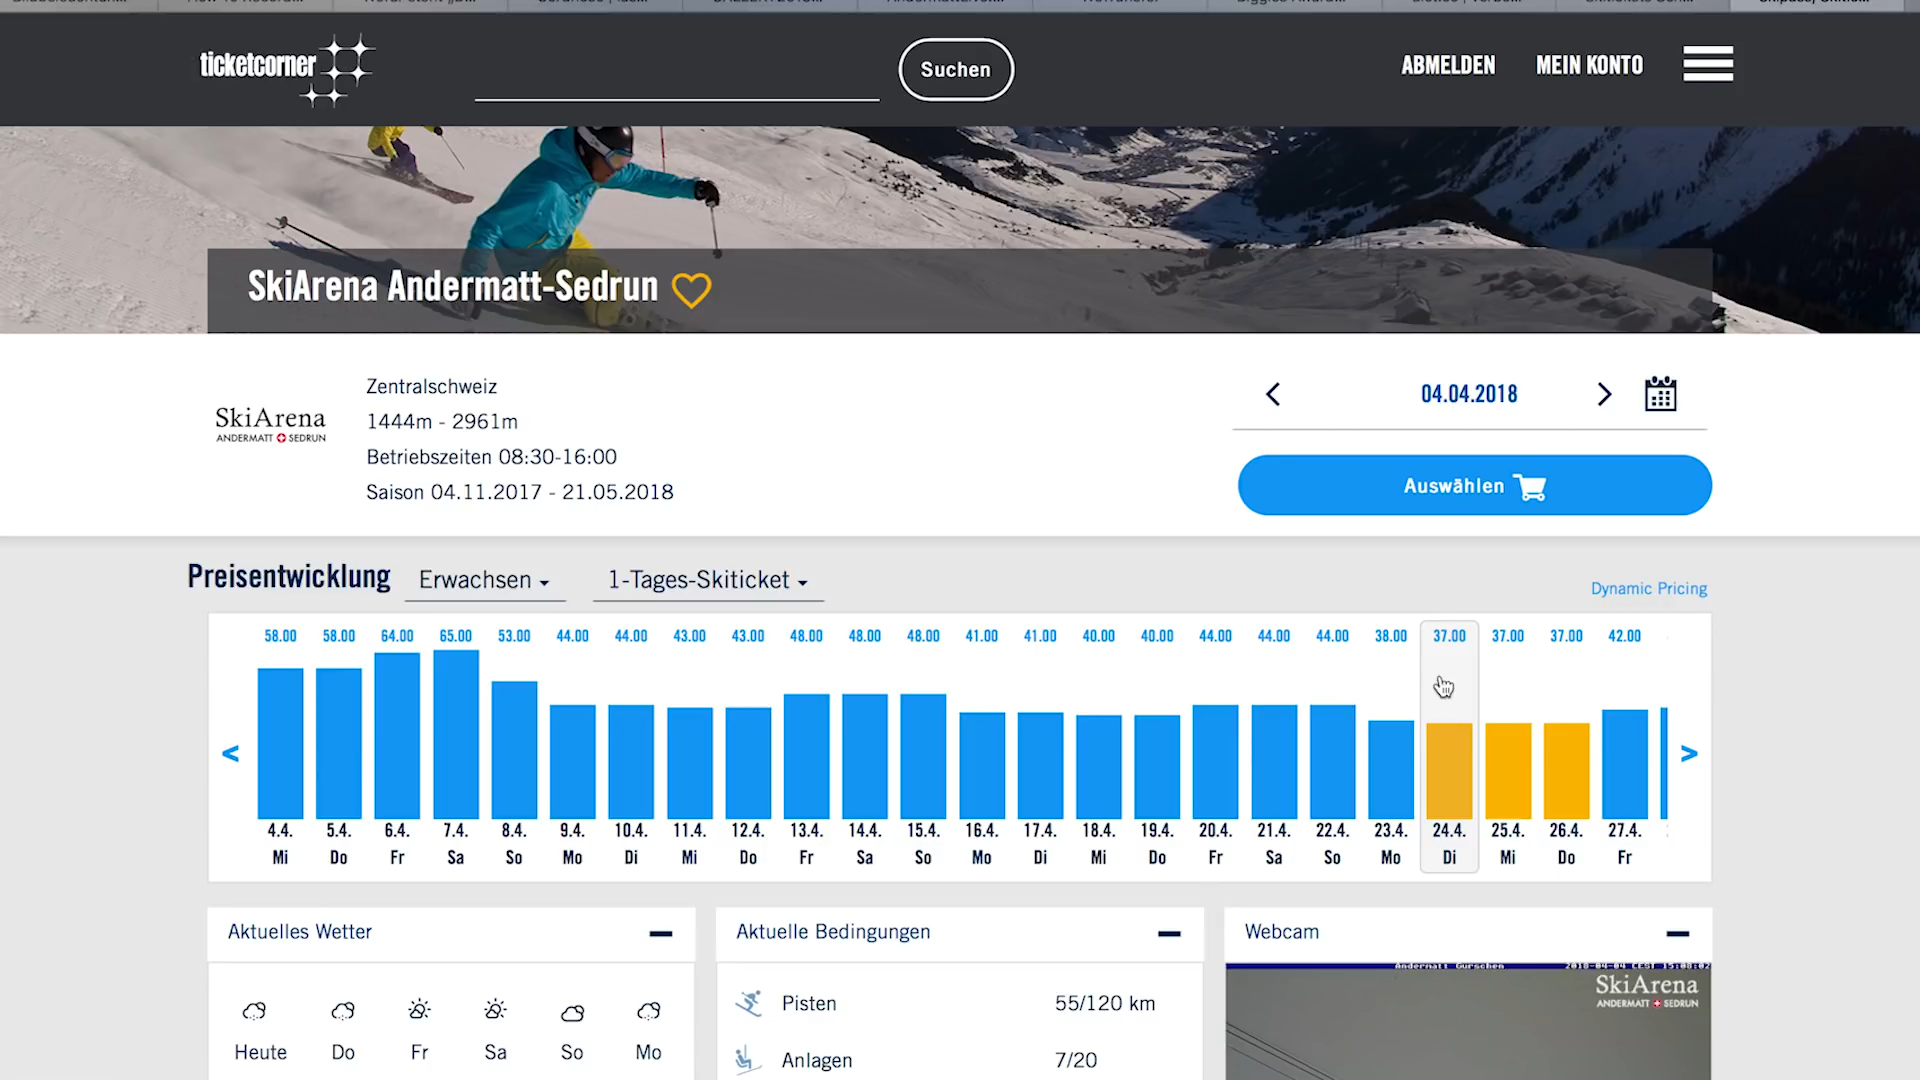 ticketcorner
Suchen
ABMELDEN
MEIN KONTO
SkiArena Andermatt-Sedrun
SkiArena
ANDERMATT SEDRUN
Zentralschweiz
1444m - 2961m
Betriebszeiten 08:30-16:00
Saison 04.11.2017 - 21.05.2018
04.04.2018
Auswählen
Preisentwicklung
Erwachsen
1-Tages-Skiticket
Dynamic Pricing
58.00 58.00 64.00 65.00 53.00 44.00 44.00 43.00 43.00 48.00 48.00 48.00 41.00 41.00 40.00 40.00 44.00 44.00 44.00 38.00 37.00 37.00 37.00 42.00
< >
4.4. 5.4. 6.4. 7.4. 8.4. 9.4. 10.4. 11.4. 12.4. 13.4. 14.4. 15.4. 16.4. 17.4. 18.4. 19.4. 20.4. 21.4. 22.4. 23.4. 24.4. 25.4. 26.4. 27.4.
Mi Do Fr Sa So Mo Di Mi Do Fr Sa So Mo Di Mi Do Fr Sa So Mo Di Mi Do Fr
Aktuelles Wetter
Heute Do Fr Sa So Mo
Aktuelle Bedingungen
Pisten 55/120 km
Anlagen 7/20
Webcam
Andermatt Gurschen
SkiArena
ANDERMATT SEDRUN